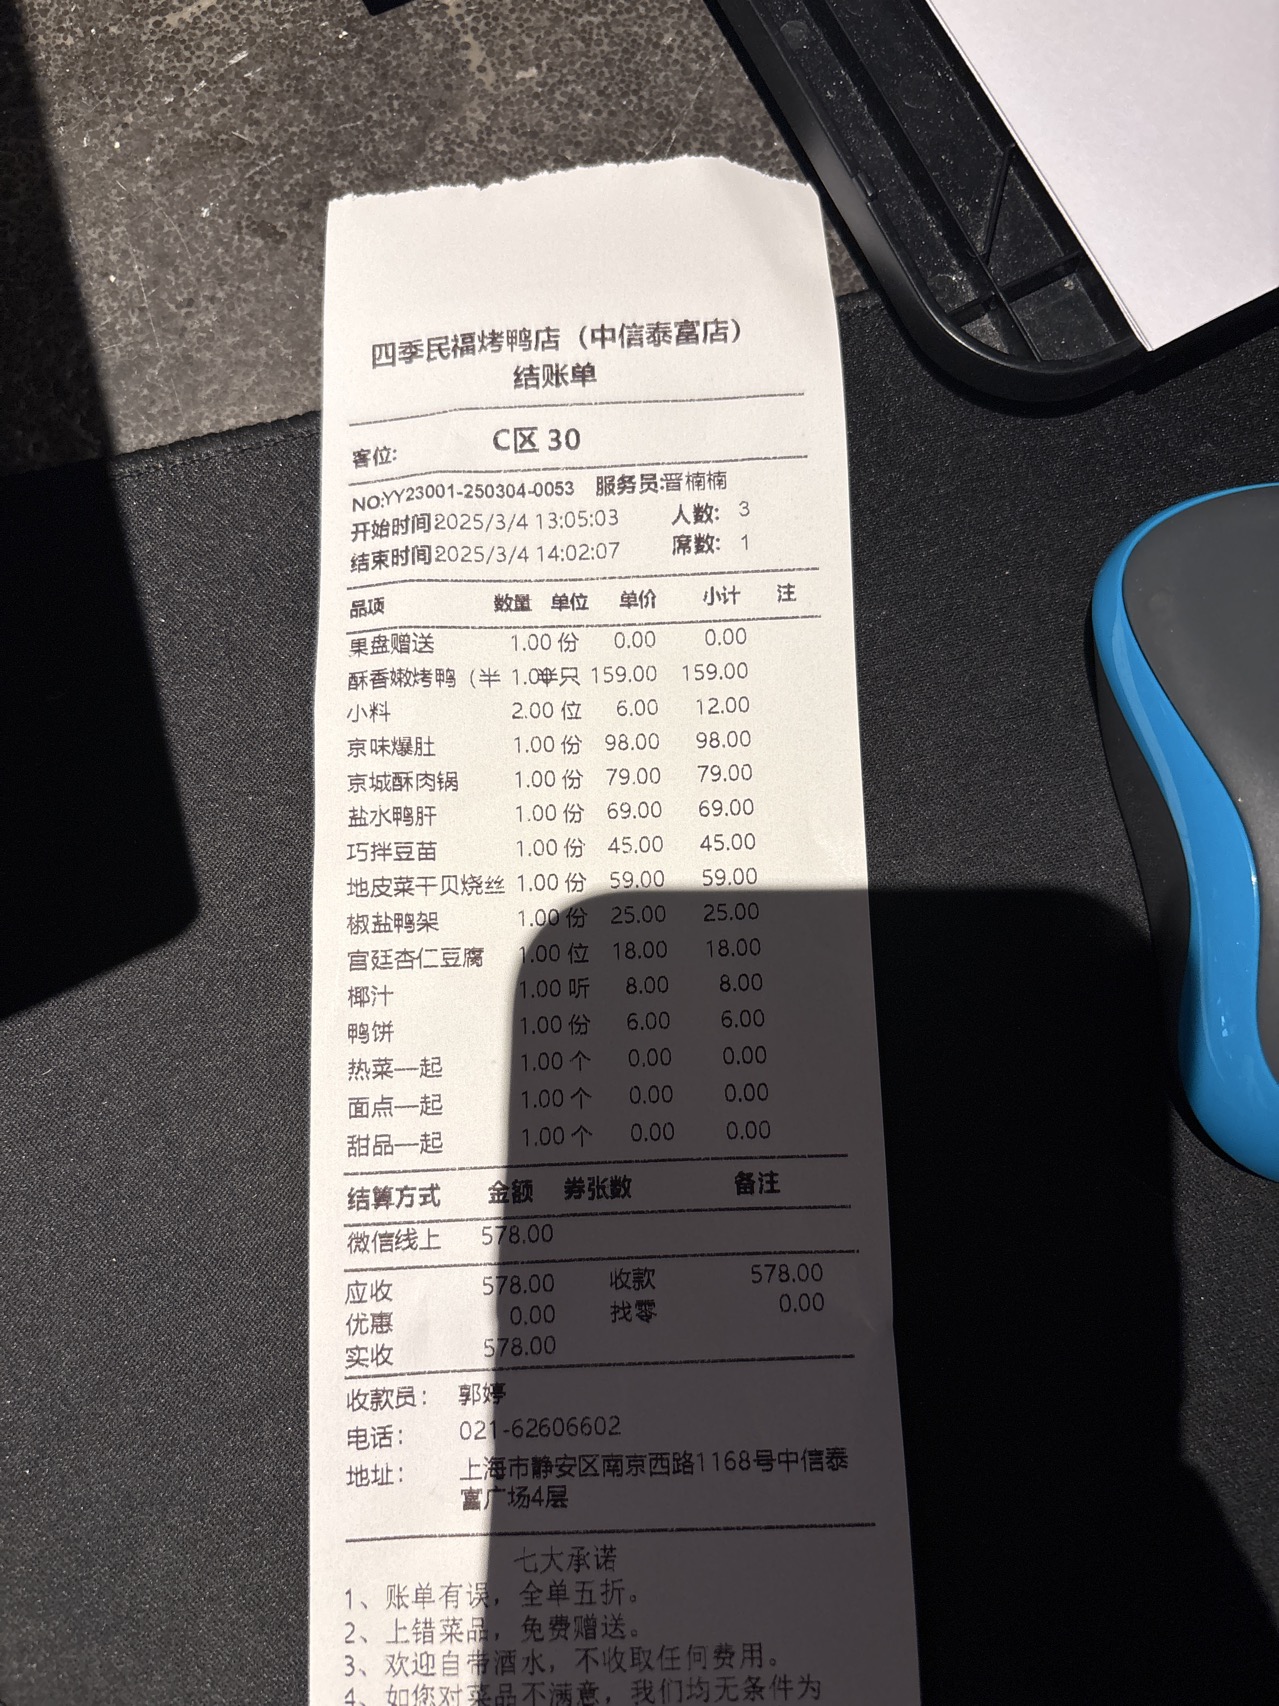 四季民福烤鸭店（中信泰富店）
结账单
客位: C区 30
NO:YY23001-250304-0053 服务员:晋楠楠
开始时间2025/3/4 13:05:03 人数: 3
结束时间2025/3/4 14:02:07 席数: 1
品项 数量 单位 单价 小计 注
果盘赠送 1.00 份 0.00 0.00
酥香嫩烤鸭（半 1.00半只 159.00 159.00
小料 2.00 位 6.00 12.00
京味爆肚 1.00 份 98.00 98.00
京城酥肉锅 1.00 份 79.00 79.00
盐水鸭肝 1.00 份 69.00 69.00
巧拌豆苗 1.00 份 45.00 45.00
地皮菜干贝烧丝 1.00 份 59.00 59.00
椒盐鸭架 1.00 份 25.00 25.00
宫廷杏仁豆腐 1.00 位 18.00 18.00
椰汁 1.00 听 8.00 8.00
鸭饼 1.00 份 6.00 6.00
热菜一起 1.00 个 0.00 0.00
面点一起 1.00 个 0.00 0.00
甜品一起 1.00 个 0.00 0.00
结算方式 金额 券张数 备注
微信线上 578.00
应收 578.00 收款 578.00
优惠 0.00 找零 0.00
实收 578.00
收款员： 郭婷
电话： 021-62606602
地址： 上海市静安区南京西路1168号中信泰
富广场4层
七大承诺
1、账单有误，全单五折。
2、上错菜品，免费赠送。
3、欢迎自带酒水，不收取任何费用。
4、如您对菜品不满意，我们均无条件为